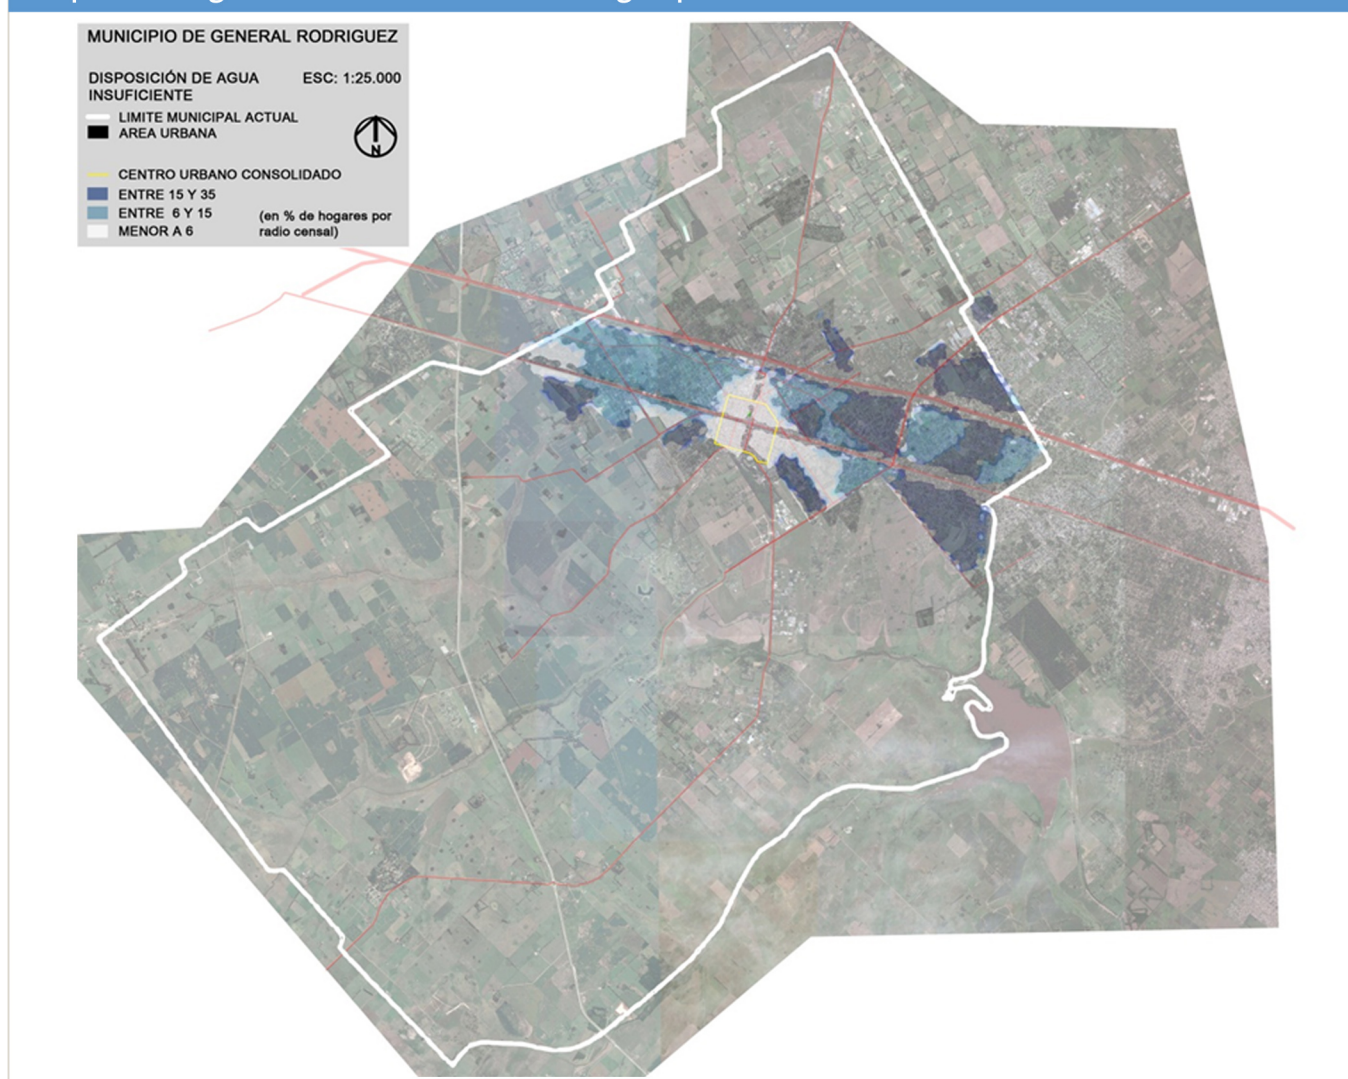 MUNICIPIO DE GENERAL RODRIGUEZ
DISPOSICIÓN DE AGUA ESC: 1:25.000
INSUFICIENTE
LIMITE MUNICIPAL ACTUAL
AREA URBANA
N
CENTRO URBANO CONSOLIDADO
ENTRE 15 Y 35
ENTRE 6 Y 15 (en % de hogares por
MENOR A 6 radio censal)